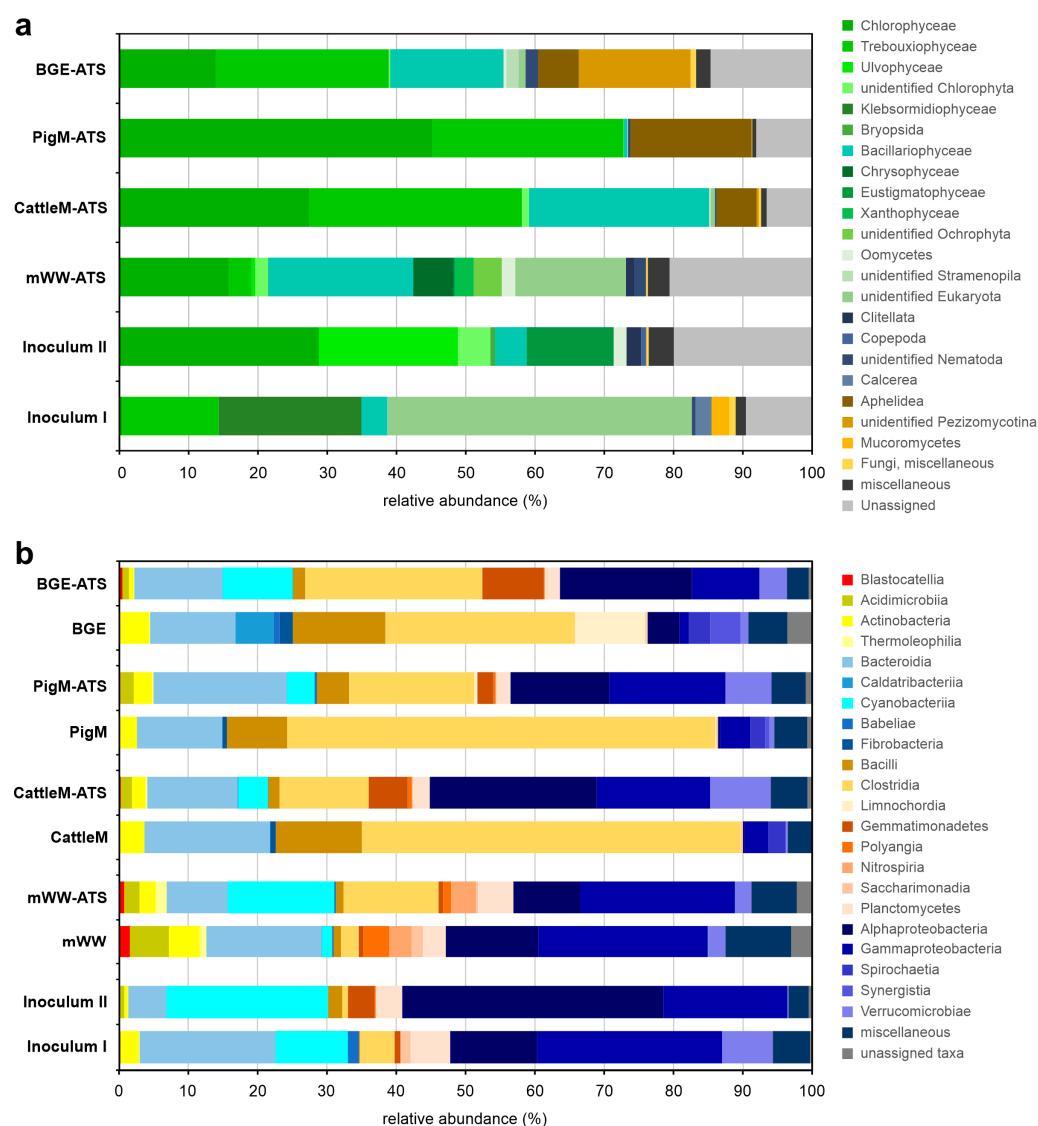 a
BGE-ATS
PigM-ATS
CattleM-ATS
mWW-ATS
Inoculum II
Inoculum I
0 10 20 30 40 50 60 70 80 90 100
relative abundance (%)
Chlorophyceae
Trebouxiophyceae
Ulvophyceae
unidentified Chlorophyta
Klebsormidiophyceae
Bryopsida
Bacillariophyceae
Chrysophyceae
Eustigmatophyceae
Xanthophyceae
unidentified Ochrophyta
Oomycetes
unidentified Stramenopila
unidentified Eukaryota
Clitellata
Copepoda
unidentified Nematoda
Calcerea
Aphelidea
unidentified Pezizomycotina
Mucoromycetes
Fungi, miscellaneous
miscellaneous
Unassigned
b
BGE-ATS
BGE
PigM-ATS
PigM
CattleM-ATS
CattleM
mWW-ATS
mWW
Inoculum II
Inoculum I
0 10 20 30 40 50 60 70 80 90 100
relative abundance (%)
Blastocatellia
Acidimicrobiia
Actinobacteria
Thermoleophilia
Bacteroidia
Caldatribacteriia
Cyanobacteriia
Babeliae
Fibrobacteria
Bacilli
Clostridia
Limnochordia
Gemmatimonadetes
Polyangia
Nitrospiria
Saccharimonadia
Planctomycetes
Alphaproteobacteria
Gammaproteobacteria
Spirochaetia
Synergistia
Verrucomicrobiae
miscellaneous
unassigned taxa